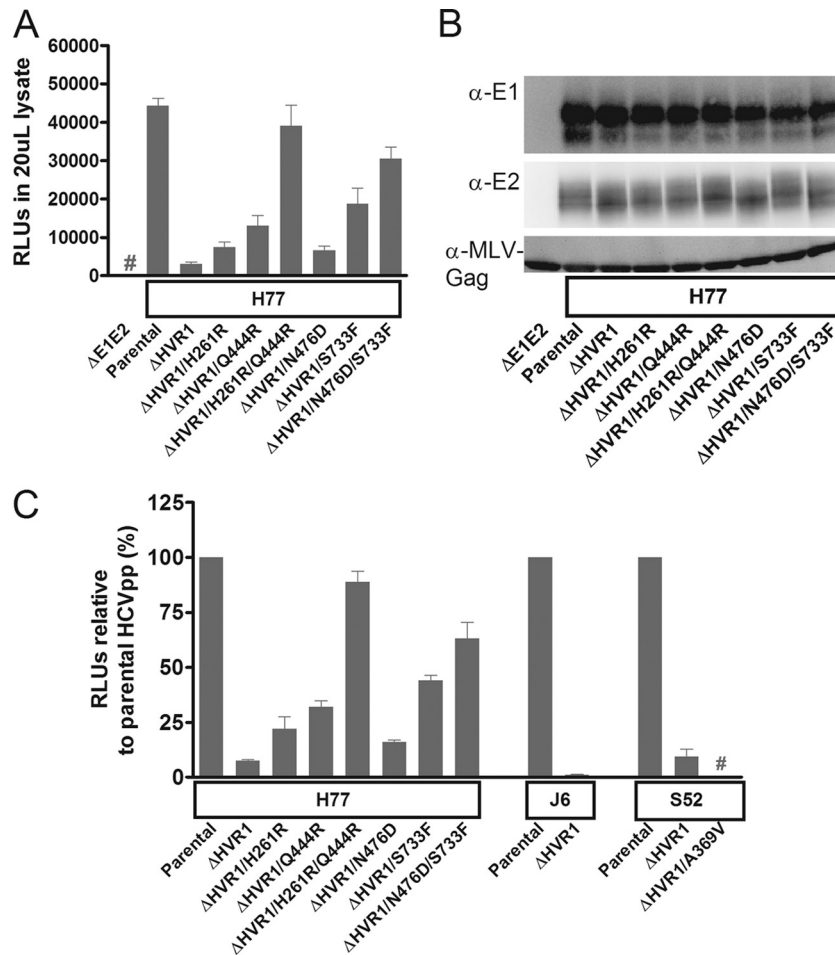 A
RLUs in 20uL lysate
60000
50000
40000
30000
20000
10000
0
#
H77
ΔE1E2
Parental
ΔHVR1
ΔHVR1/H261R
ΔHVR1/Q444R
ΔHVR1/H261R/Q444R
ΔHVR1/N476D
ΔHVR1/S733F
ΔHVR1/N476D/S733F
B
α-E1
α-E2
α-MLV-
Gag
H77
ΔE1E2
Parental
ΔHVR1
ΔHVR1/H261R
ΔHVR1/Q444R
ΔHVR1/H261R/Q444R
ΔHVR1/N476D
ΔHVR1/S733F
ΔHVR1/N476D/S733F
C
RLUs relative
to parental HCVpp (%)
125
100
75
50
25
0
#
H77
J6
S52
Parental
ΔHVR1
ΔHVR1/H261R
ΔHVR1/Q444R
ΔHVR1/H261R/Q444R
ΔHVR1/N476D
ΔHVR1/S733F
ΔHVR1/N476D/S733F
Parental
ΔHVR1
Parental
ΔHVR1
ΔHVR1/A369V